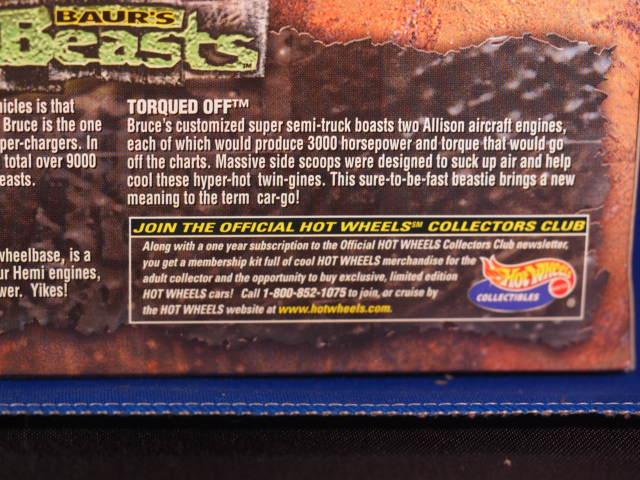 BAUR'S
Beasts™
hicles is that
Bruce is the one
per-chargers. In
total over 9000
easts.
wheelbase, is a
ur Hemi engines,
wer. Yikes!
TORQUED OFF™
Bruce's customized super semi-truck boasts two Allison aircraft engines,
each of which would produce 3000 horsepower and torque that would go
off the charts. Massive side scoops were designed to suck up air and help
cool these hyper-hot twin-gines. This sure-to-be-fast beastie brings a new
meaning to the term car-go!
JOIN THE OFFICIAL HOT WHEELS℠ COLLECTORS CLUB
Along with a one year subscription to the Official HOT WHEELS Collectors Club newsletter,
you get a membership kit full of cool HOT WHEELS merchandise for the
adult collector and the opportunity to buy exclusive, limited edition
HOT WHEELS cars! Call 1-800-852-1075 to join, or cruise by
the HOT WHEELS website at www.hotwheels.com.
Hot Wheels
COLLECTIBLES ®